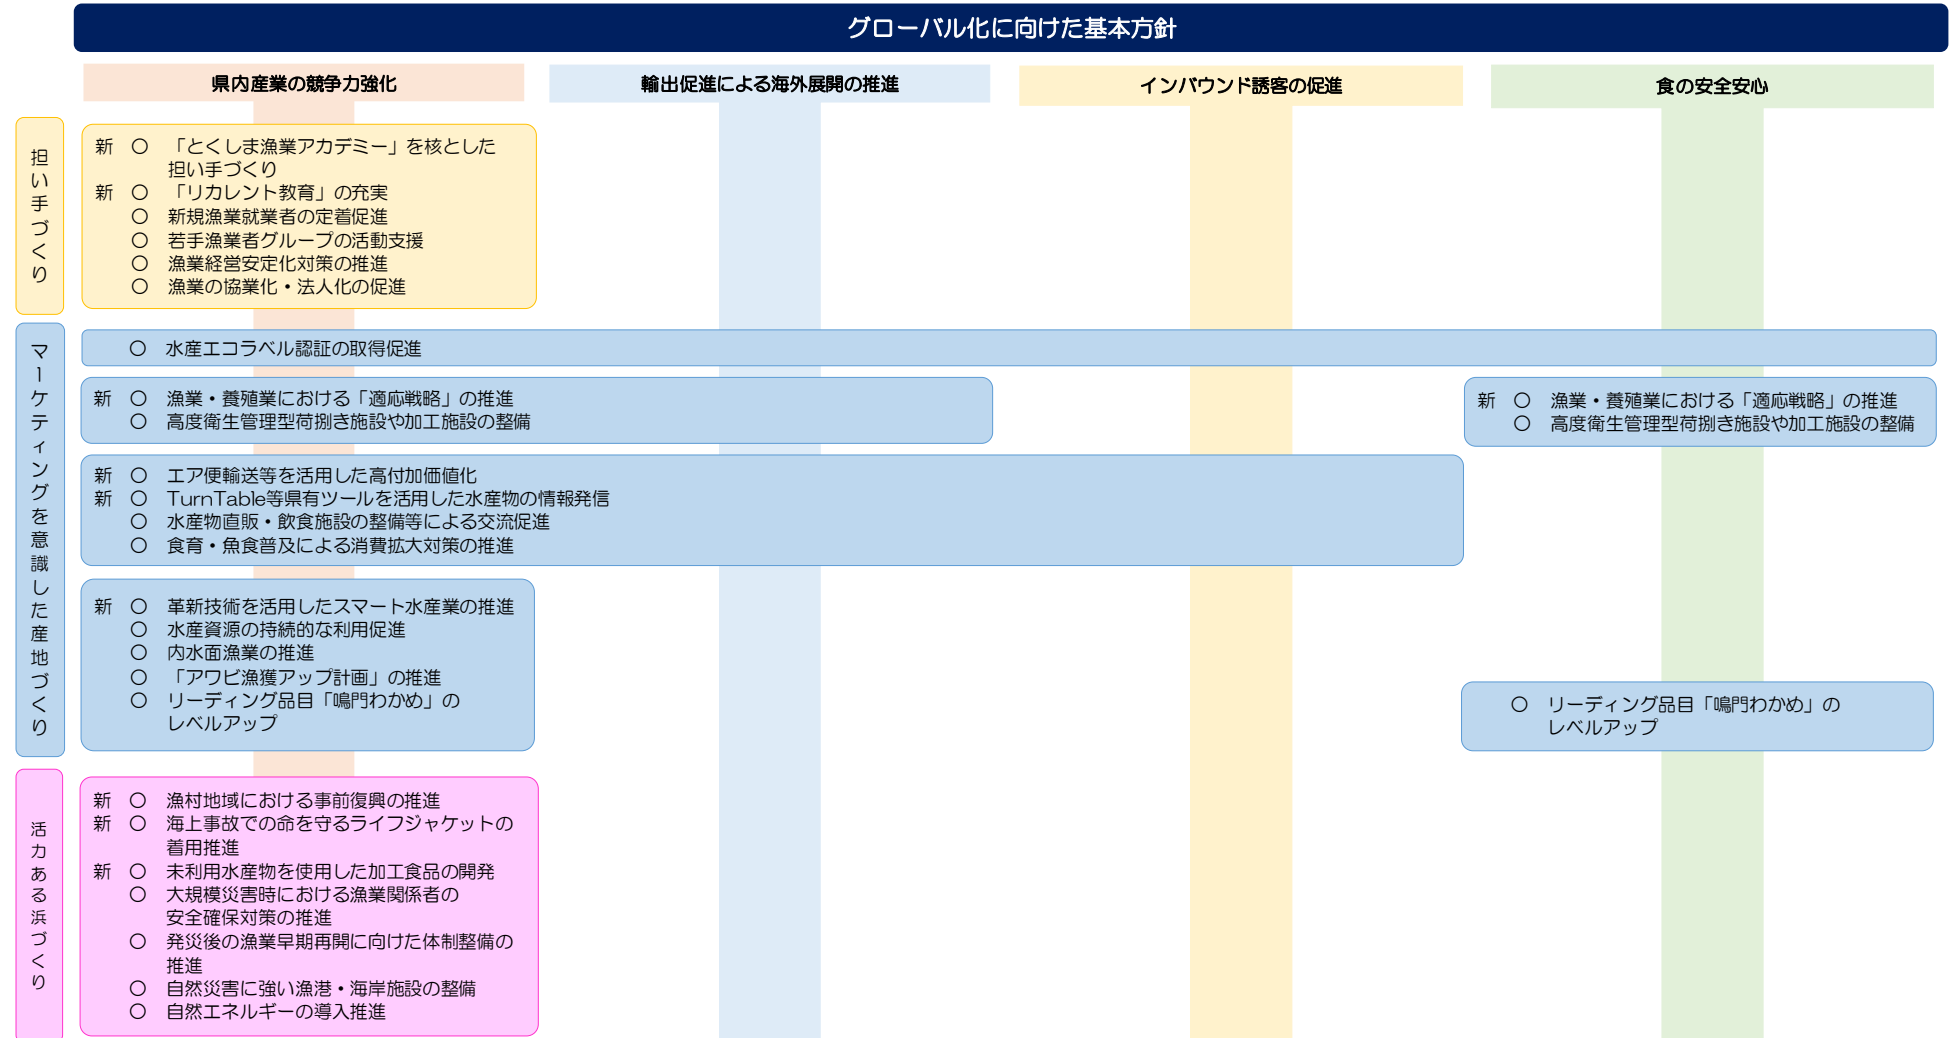 グローバル化に向けた基本方針
県内産業の競争力強化
輸出促進による海外展開の推進
インバウンド誘客の促進
食の安全安心
担い手づくり
新 〇 「とくしま漁業アカデミー」を核とした
担い手づくり
新 〇 「リカレント教育」の充実
〇 新規漁業就業者の定着促進
〇 若手漁業者グループの活動支援
〇 漁業経営安定化対策の推進
〇 漁業の協業化・法人化の促進
マーケティングを意識した産地づくり
〇 水産エコラベル認証の取得促進
新 〇 漁業・養殖業における「適応戦略」の推進
〇 高度衛生管理型荷捌き施設や加工施設の整備
新 〇 漁業・養殖業における「適応戦略」の推進
〇 高度衛生管理型荷捌き施設や加工施設の整備
新 〇 エア便輸送等を活用した高付加価値化
新 〇 TurnTable等県有ツールを活用した水産物の情報発信
〇 水産物直販・飲食施設の整備等による交流促進
〇 食育・魚食普及による消費拡大対策の推進
新 〇 革新技術を活用したスマート水産業の推進
〇 水産資源の持続的な利用促進
〇 内水面漁業の推進
〇 「アワビ漁獲アップ計画」の推進
〇 リーディング品目「鳴門わかめ」の
レベルアップ
〇 リーディング品目「鳴門わかめ」の
レベルアップ
活力ある浜づくり
新 〇 漁村地域における事前復興の推進
新 〇 海上事故での命を守るライフジャケットの
着用推進
新 〇 未利用水産物を使用した加工食品の開発
〇 大規模災害時における漁業関係者の
安全確保対策の推進
〇 発災後の漁業早期再開に向けた体制整備の
推進
〇 自然災害に強い漁港・海岸施設の整備
〇 自然エネルギーの導入推進